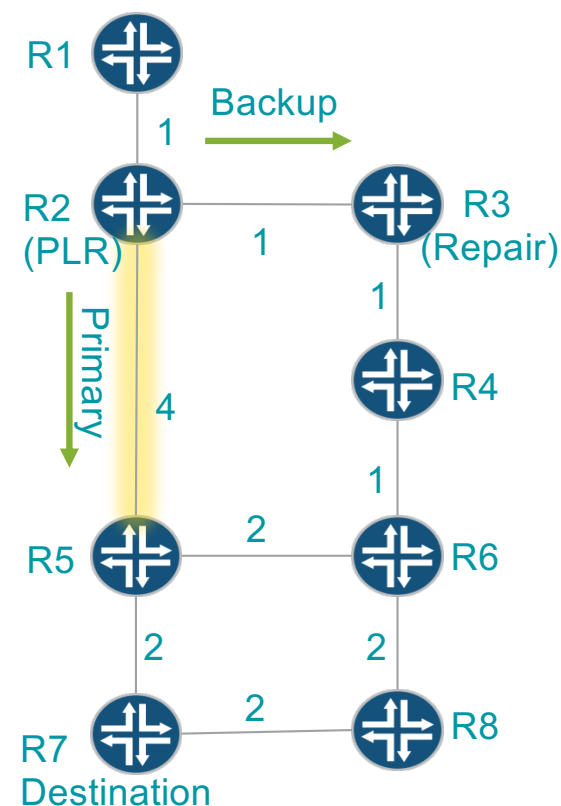 R1
Backup
1
R2
(PLR)
R3
(Repair)
1
1
Primary
R4
4
1
R5
2
R6
2
2
2
R8
R7
Destination